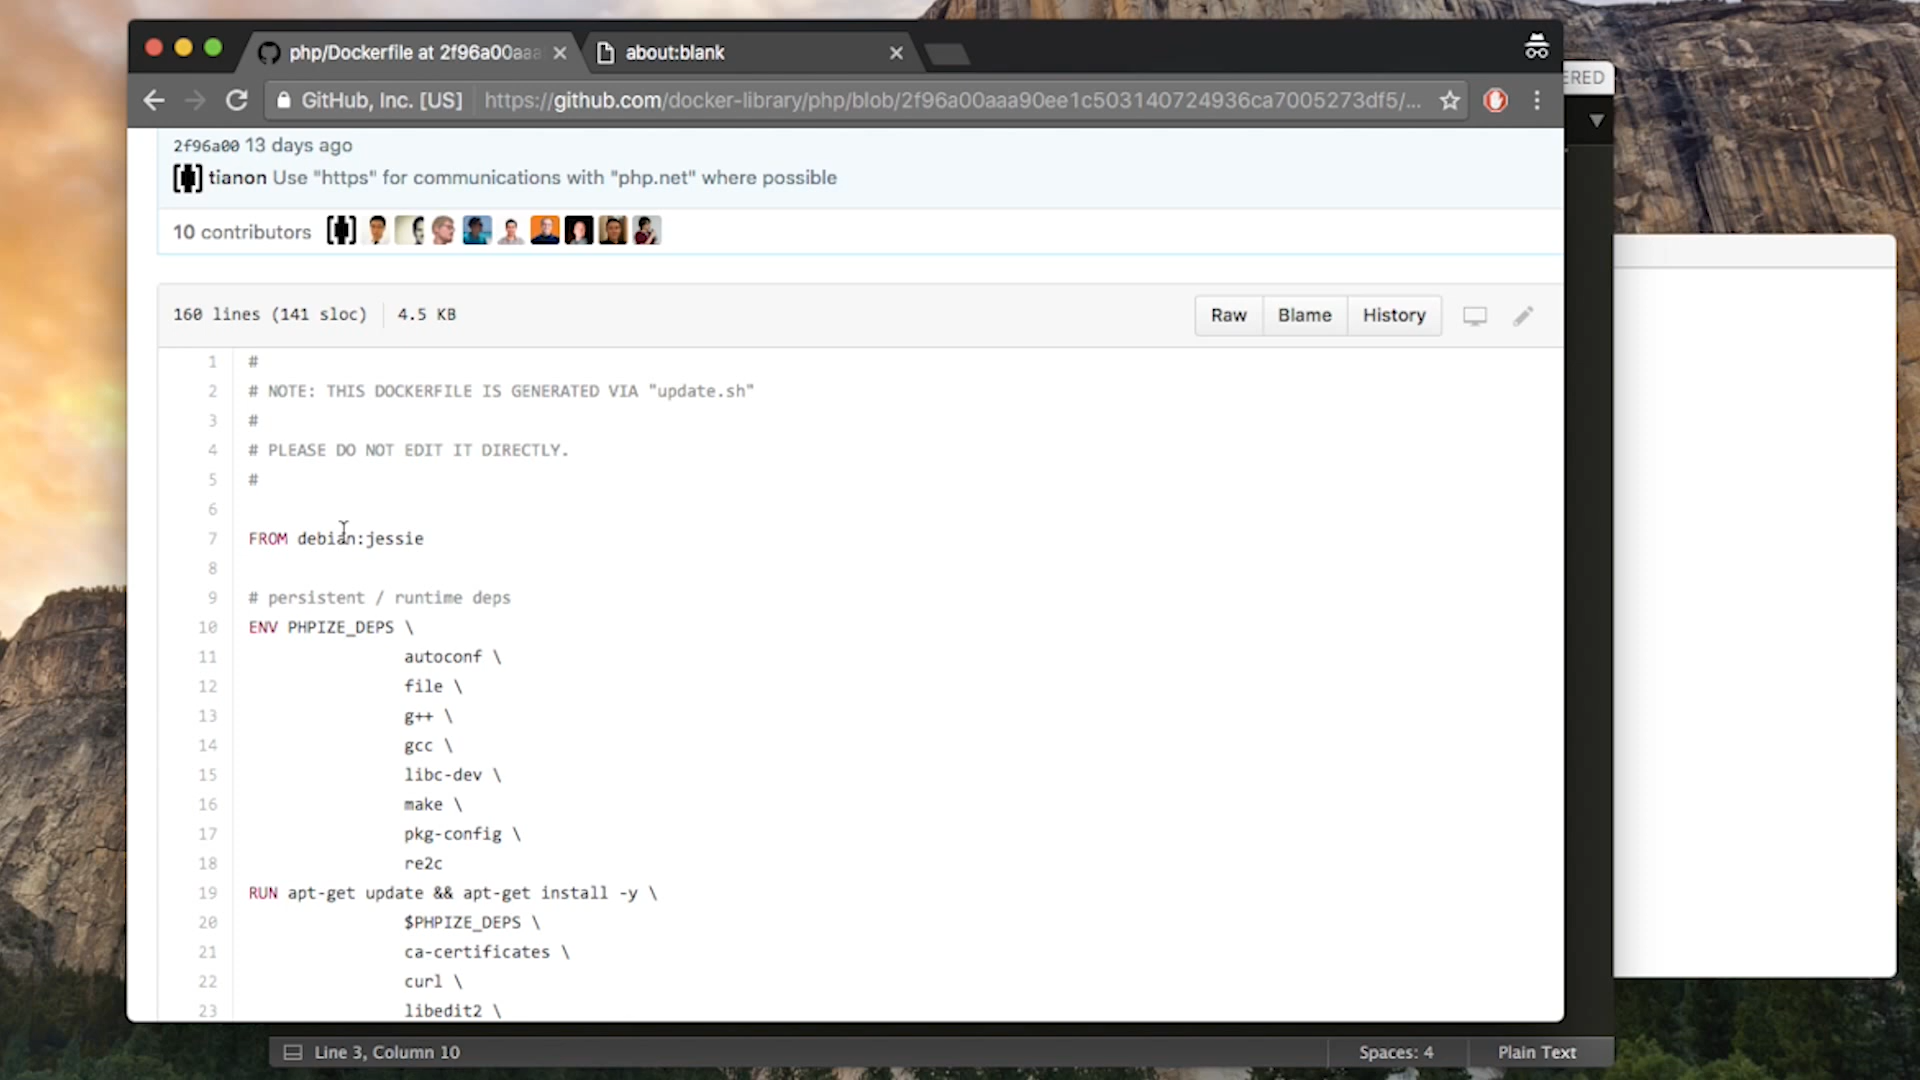 php/Dockerfile at 2f96a00aaa
about:blank
ERED
GitHub, Inc. [US] https://github.com/docker-library/php/blob/2f96a00aaa90ee1c503140724936ca7005273df5/...
2f96a00 13 days ago
tianon Use "https" for communications with "php.net" where possible
10 contributors
160 lines (141 sloc) 4.5 KB
Raw Blame History
1 #
2 # NOTE: THIS DOCKERFILE IS GENERATED VIA "update.sh"
3 #
4 # PLEASE DO NOT EDIT IT DIRECTLY.
5 #
6
7 FROM debian:jessie
8
9 # persistent / runtime deps
10 ENV PHPIZE_DEPS \
11 autoconf \
12 file \
13 g++ \
14 gcc \
15 libc-dev \
16 make \
17 pkg-config \
18 re2c
19 RUN apt-get update && apt-get install -y \
20 $PHPIZE_DEPS \
21 ca-certificates \
22 curl \
23 libedit2 \
Line 3, Column 10
Spaces: 4
Plain Text